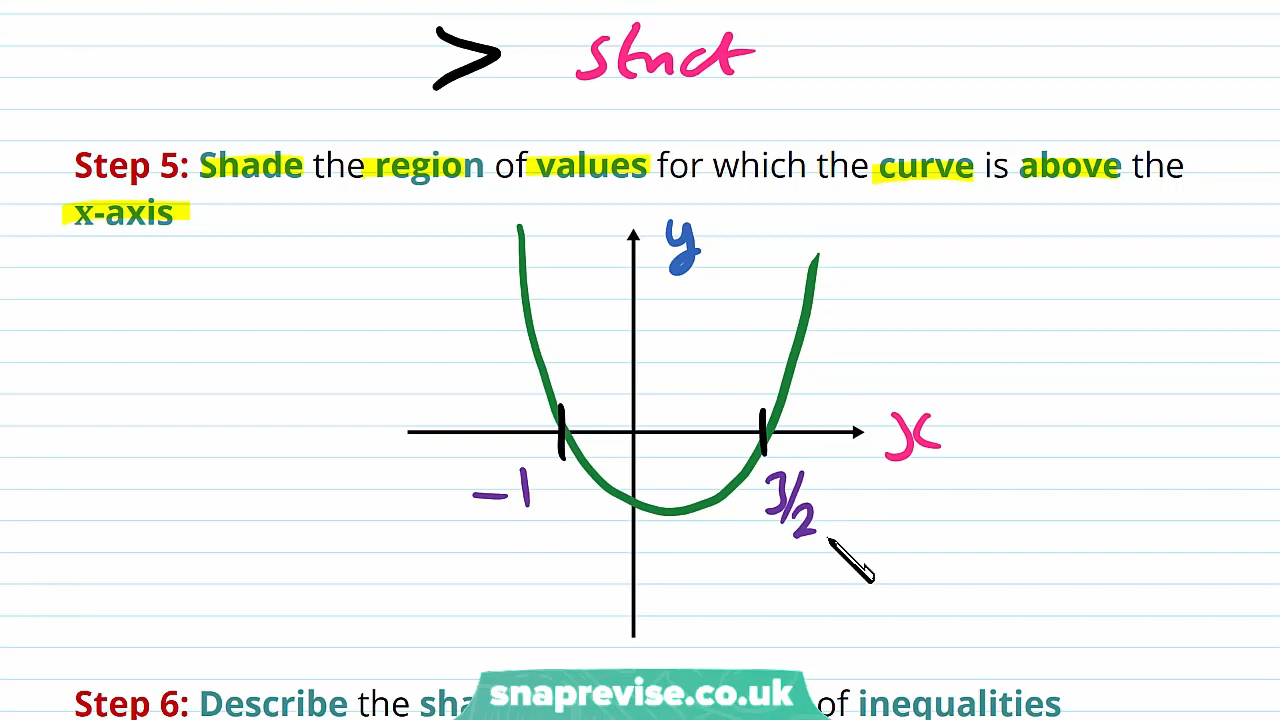 > strict
Step 5: Shade the region of values for which the curve is above the
x-axis
y
x
-1 3/2
Step 6: Describe the sha of inequalities
snaprevise.co.uk